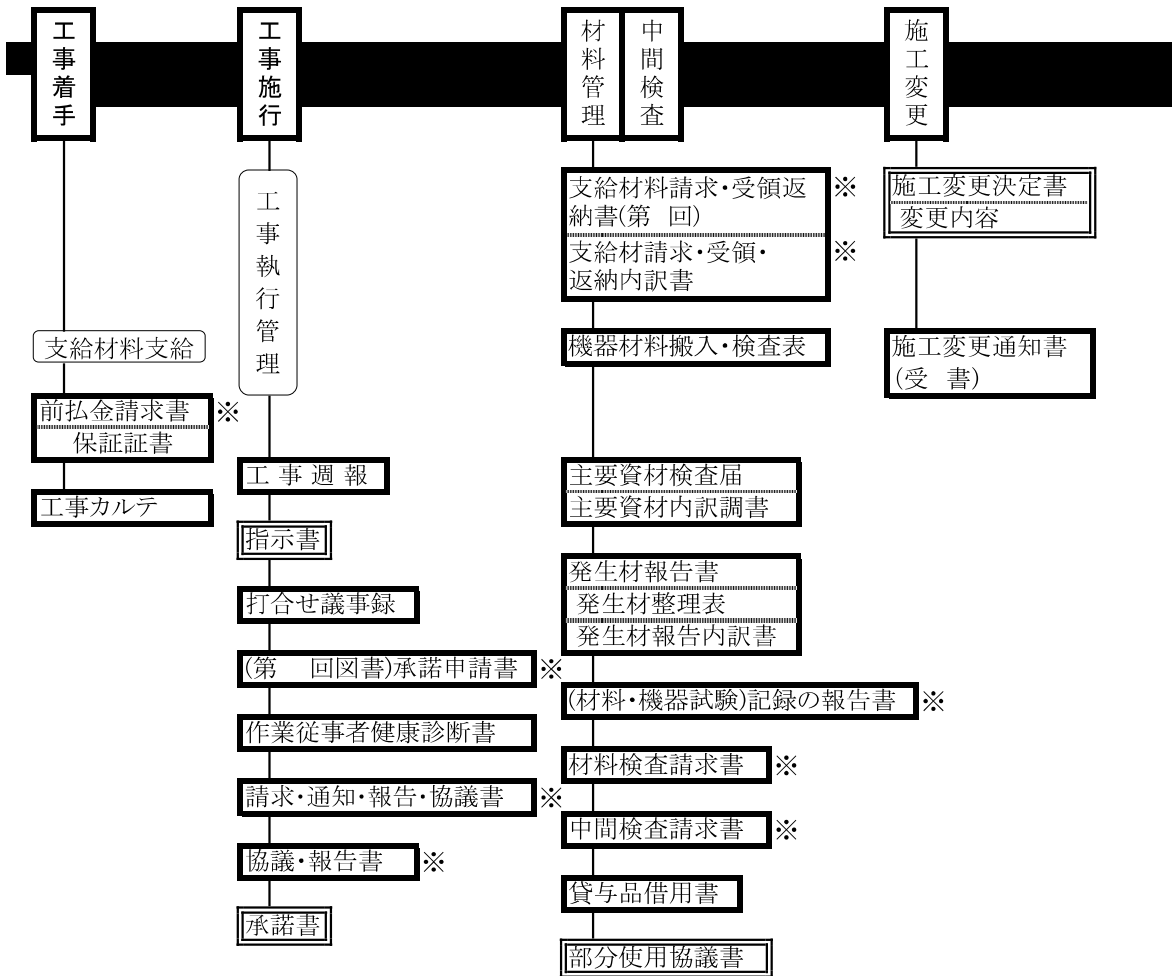 工事着手
支給材料支給
前払金請求書 ※
保証証書
工事カルテ
工事施行
工事執行管理
工事週報
指示書
打合せ議事録
(第　回図書)承諾申請書 ※
作業従事者健康診断書
請求・通知・報告・協議書 ※
協議・報告書 ※
承諾書
材料管理
中間検査
支給材料請求・受領返 ※
納書(第　回)
支給材請求・受領・ ※
返納内訳書
機器材料搬入・検査表
主要資材検査届
主要資材内訳調書
発生材報告書
発生材整理表
発生材報告内訳書
(材料・機器試験)記録の報告書 ※
材料検査請求書 ※
中間検査請求書 ※
貸与品借用書
部分使用協議書
施工変更
施工変更決定書
変更内容
施工変更通知書
(受　書)